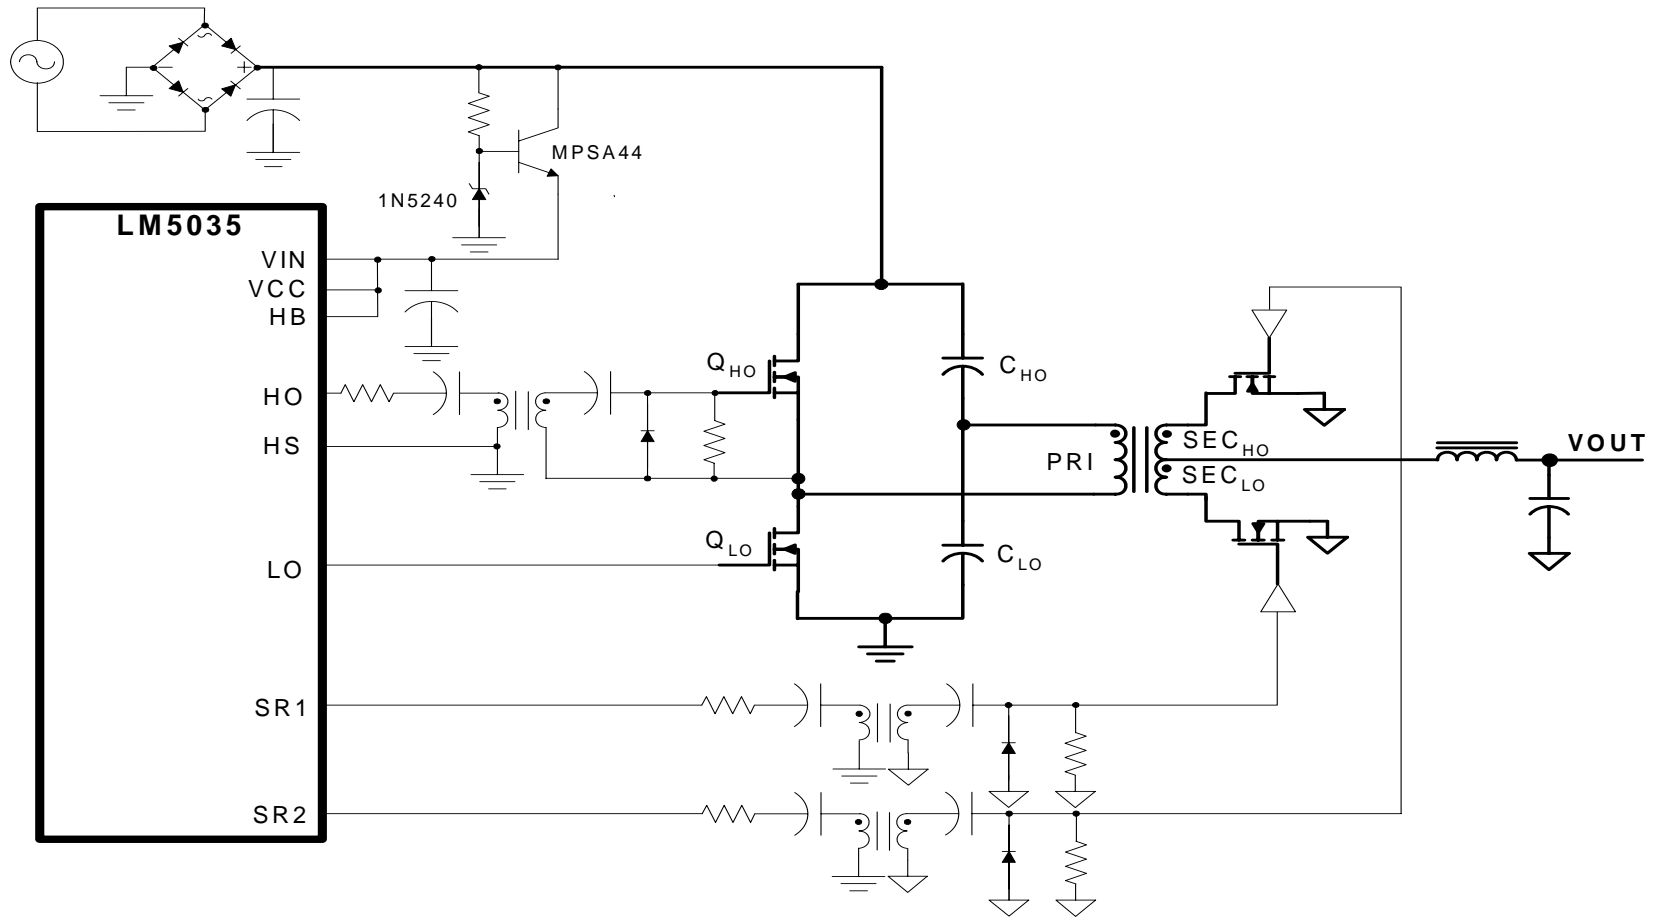 MPSA44
1N5240
LM5035
VIN
VCC
HB
HO
HS
LO
SR1
SR2
QHO
CHO
PRI
SECHO
SECLO
VOUT
QLO
CLO